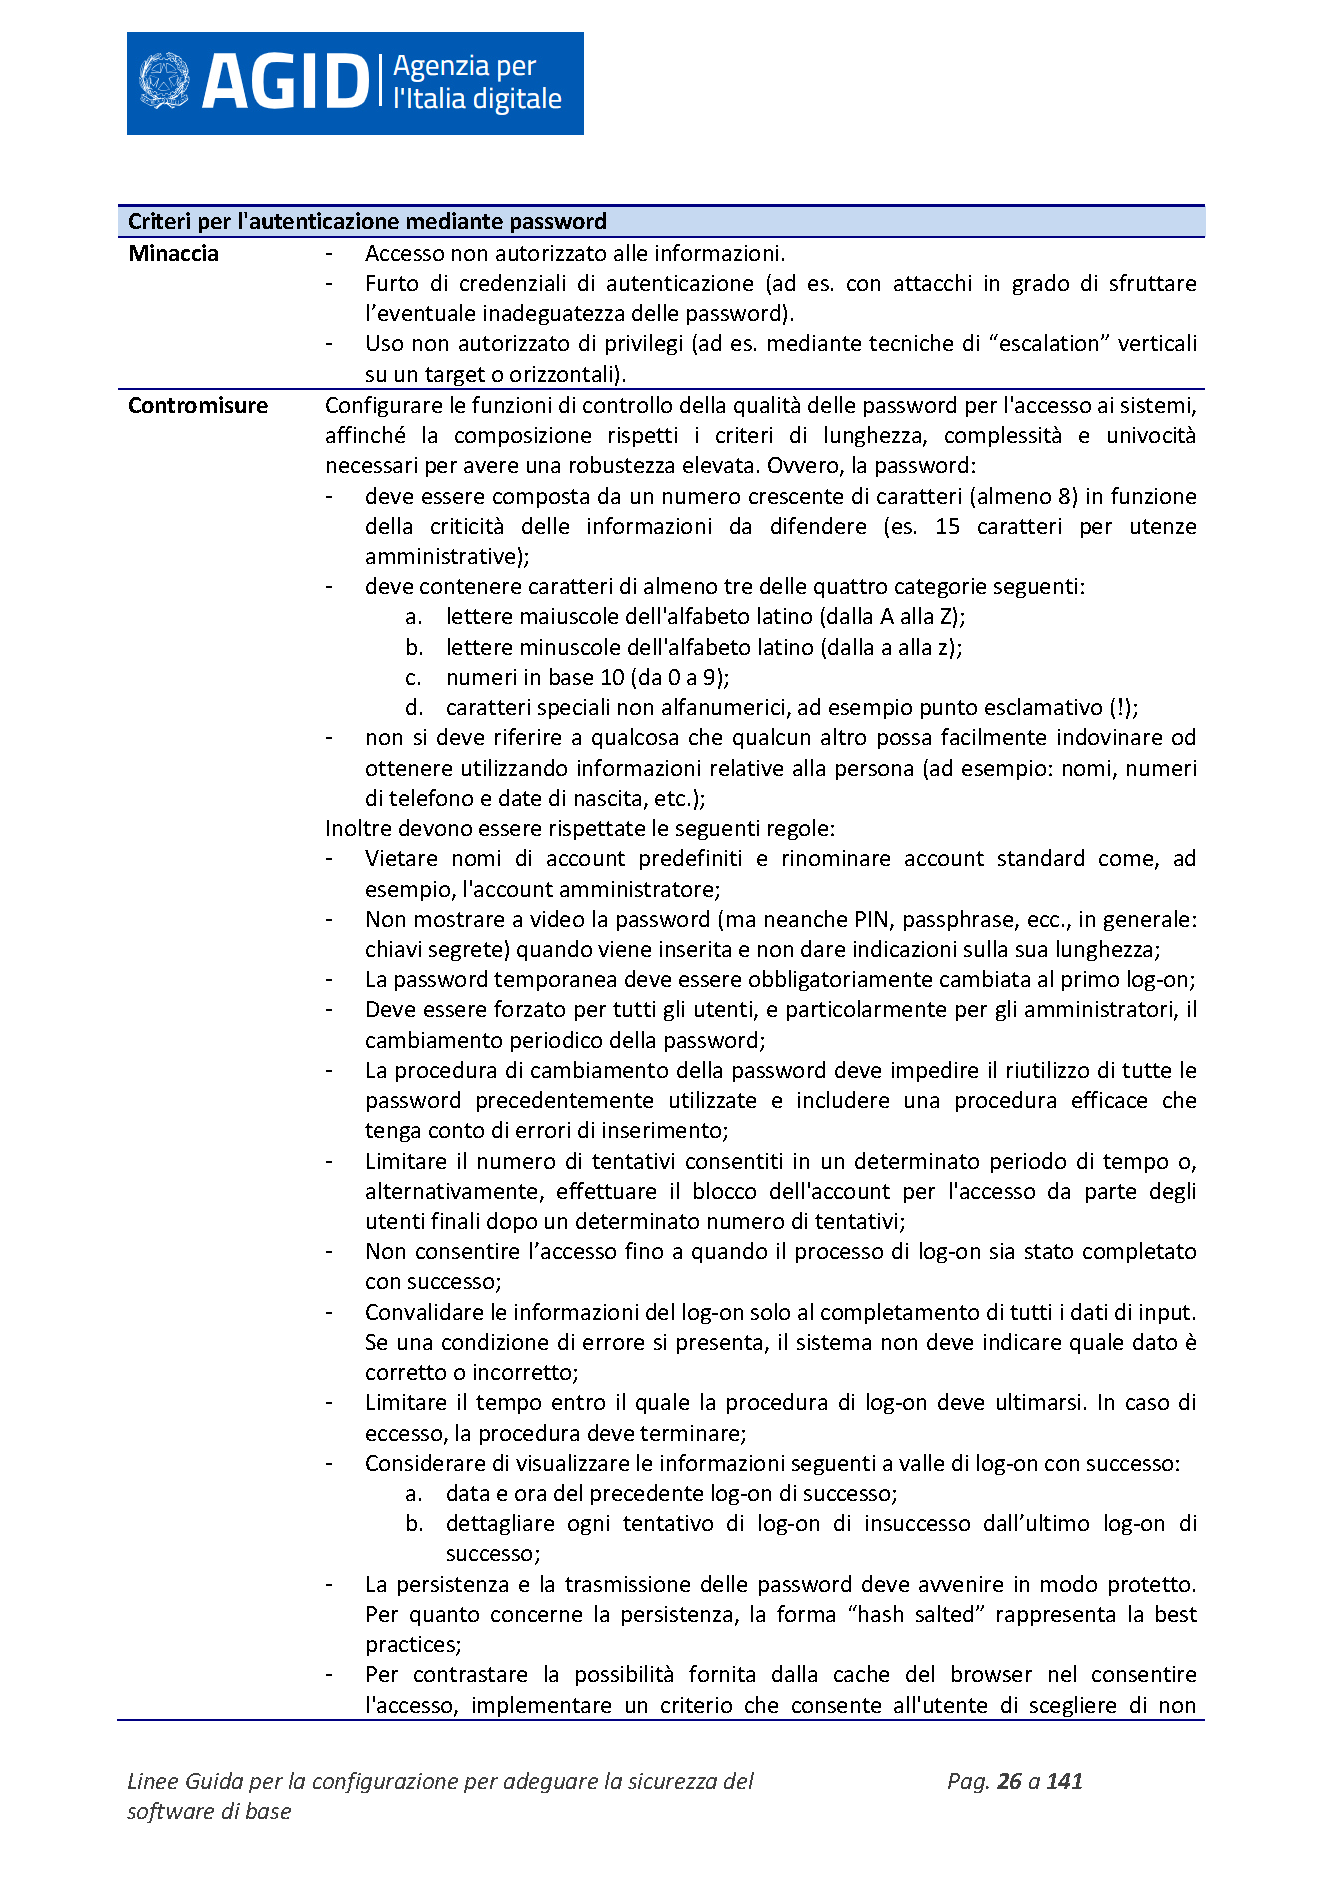 AGID Agenzia per
l'Italia digitale
Criteri per l'autenticazione mediante password
Minaccia - Accesso non autorizzato alle informazioni.
- Furto di credenziali di autenticazione (ad es. con attacchi in grado di sfruttare
l’eventuale inadeguatezza delle password).
- Uso non autorizzato di privilegi (ad es. mediante tecniche di “escalation” verticali
su un target o orizzontali).
Contromisure Configurare le funzioni di controllo della qualità delle password per l'accesso ai sistemi,
affinché la composizione rispetti i criteri di lunghezza, complessità e univocità
necessari per avere una robustezza elevata. Ovvero, la password:
- deve essere composta da un numero crescente di caratteri (almeno 8) in funzione
della criticità delle informazioni da difendere (es. 15 caratteri per utenze
amministrative);
- deve contenere caratteri di almeno tre delle quattro categorie seguenti:
a. lettere maiuscole dell'alfabeto latino (dalla A alla Z);
b. lettere minuscole dell'alfabeto latino (dalla a alla z);
c. numeri in base 10 (da 0 a 9);
d. caratteri speciali non alfanumerici, ad esempio punto esclamativo (!);
- non si deve riferire a qualcosa che qualcun altro possa facilmente indovinare od
ottenere utilizzando informazioni relative alla persona (ad esempio: nomi, numeri
di telefono e date di nascita, etc.);
Inoltre devono essere rispettate le seguenti regole:
- Vietare nomi di account predefiniti e rinominare account standard come, ad
esempio, l'account amministratore;
- Non mostrare a video la password (ma neanche PIN, passphrase, ecc., in generale:
chiavi segrete) quando viene inserita e non dare indicazioni sulla sua lunghezza;
- La password temporanea deve essere obbligatoriamente cambiata al primo log-on;
- Deve essere forzato per tutti gli utenti, e particolarmente per gli amministratori, il
cambiamento periodico della password;
- La procedura di cambiamento della password deve impedire il riutilizzo di tutte le
password precedentemente utilizzate e includere una procedura efficace che
tenga conto di errori di inserimento;
- Limitare il numero di tentativi consentiti in un determinato periodo di tempo o,
alternativamente, effettuare il blocco dell'account per l'accesso da parte degli
utenti finali dopo un determinato numero di tentativi;
- Non consentire l’accesso fino a quando il processo di log-on sia stato completato
con successo;
- Convalidare le informazioni del log-on solo al completamento di tutti i dati di input.
Se una condizione di errore si presenta, il sistema non deve indicare quale dato è
corretto o incorretto;
- Limitare il tempo entro il quale la procedura di log-on deve ultimarsi. In caso di
eccesso, la procedura deve terminare;
- Considerare di visualizzare le informazioni seguenti a valle di log-on con successo:
a. data e ora del precedente log-on di successo;
b. dettagliare ogni tentativo di log-on di insuccesso dall’ultimo log-on di
successo;
- La persistenza e la trasmissione delle password deve avvenire in modo protetto.
Per quanto concerne la persistenza, la forma “hash salted” rappresenta la best
practices;
- Per contrastare la possibilità fornita dalla cache del browser nel consentire
l'accesso, implementare un criterio che consente all'utente di scegliere di non
Linee Guida per la configurazione per adeguare la sicurezza del Pag. 26 a 141
software di base